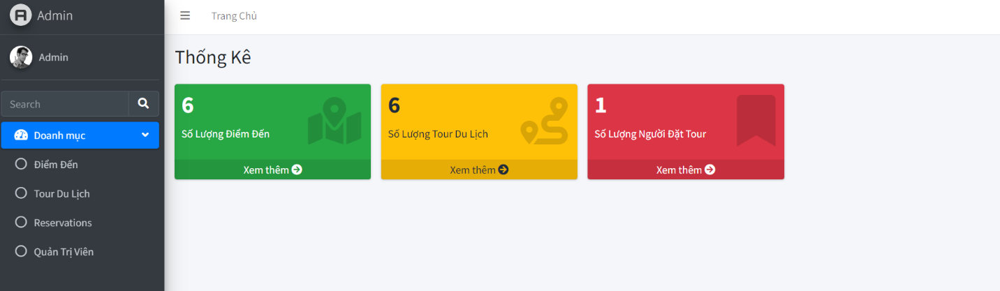 Admin
Trang Chủ
Admin
Search
Doanh mục
Điểm Đến
Tour Du Lịch
Reservations
Quản Trị Viên
Thống Kê
6
Số Lượng Điểm Đến
Xem thêm
6
Số Lượng Tour Du Lịch
Xem thêm
1
Số Lượng Người Đặt Tour
Xem thêm